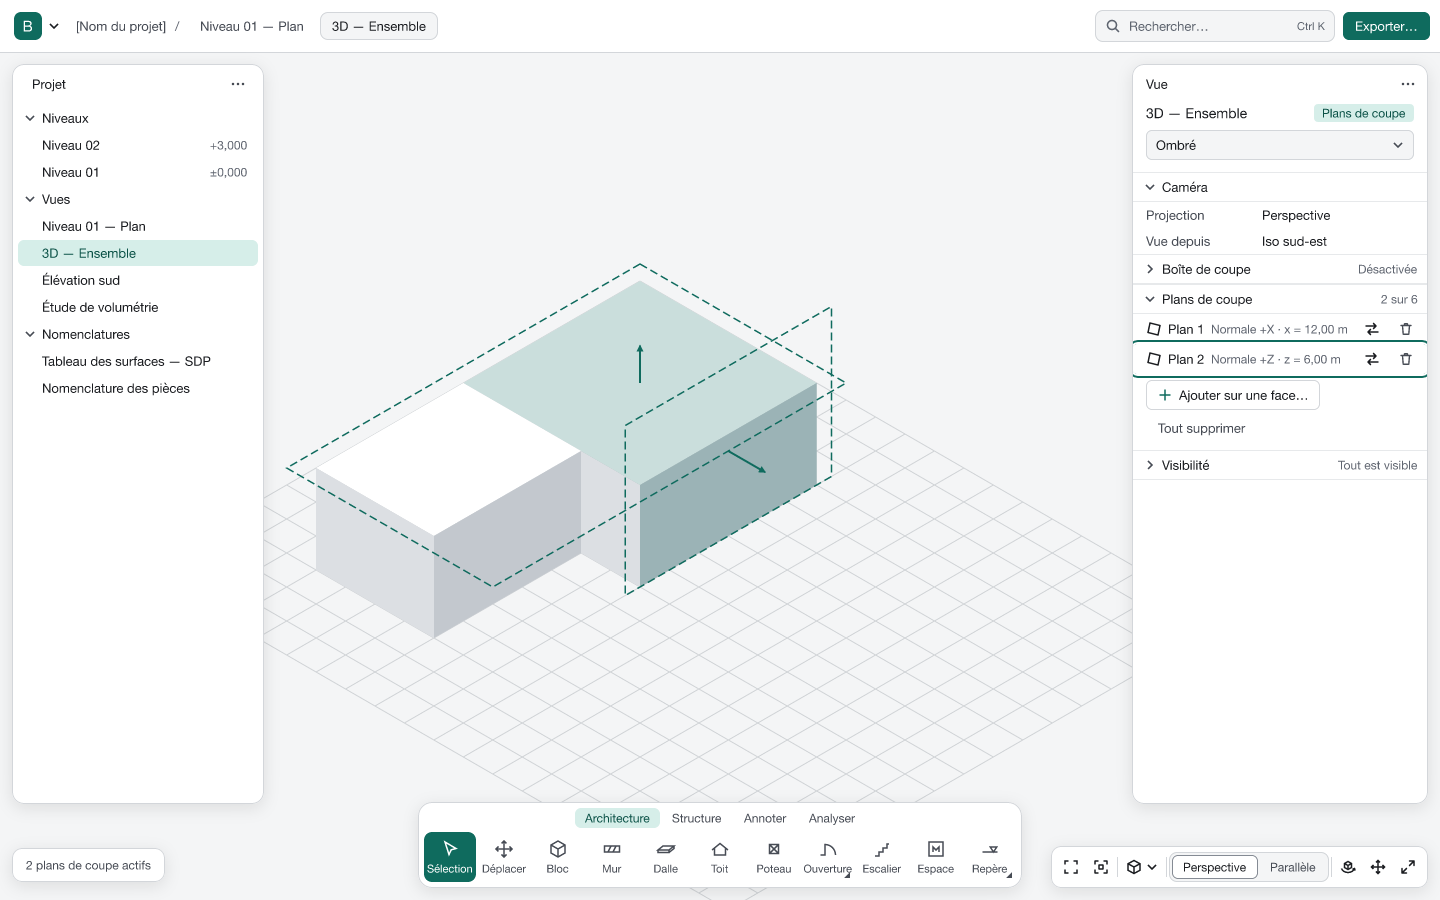 B [Nom du projet] / Niveau 01 — Plan 3D — Ensemble Rechercher… Ctrl K Exporter…
Projet
Niveaux
Niveau 02 +3,000
Niveau 01 ±0,000
Vues
Niveau 01 — Plan
3D — Ensemble
Élévation sud
Étude de volumétrie
Nomenclatures
Tableau des surfaces — SDP
Nomenclature des pièces
Vue
3D — Ensemble Plans de coupe
Ombré
Caméra
Projection Perspective
Vue depuis Iso sud-est
Boîte de coupe Désactivée
Plans de coupe 2 sur 6
Plan 1 Normale +X · x = 12,00 m
Plan 2 Normale +Z · z = 6,00 m
Ajouter sur une face…
Tout supprimer
Visibilité Tout est visible
2 plans de coupe actifs
Architecture Structure Annoter Analyser
Sélection Déplacer Bloc Mur Dalle Toit Poteau Ouverture Escalier Espace Repère
Perspective Parallèle